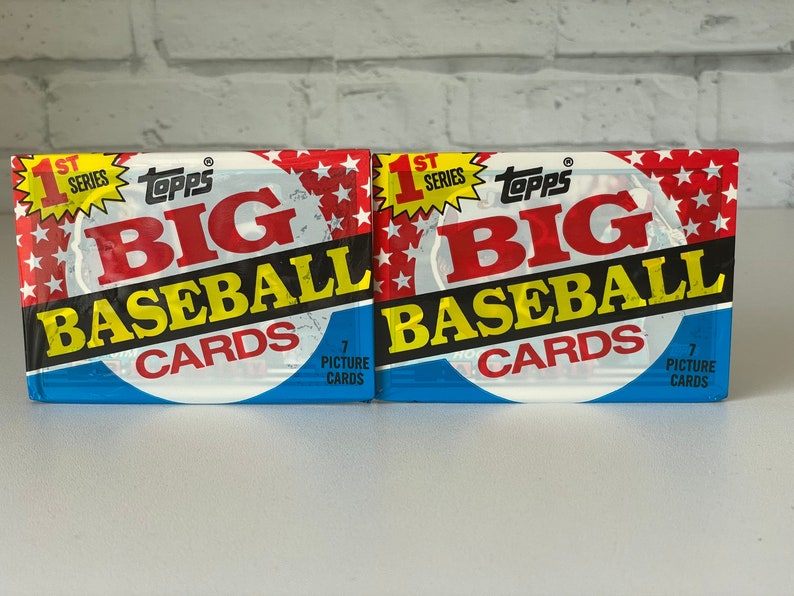 1ST SERIES
TOPPS®
BIG
BASEBALL
CARDS
7
PICTURE
CARDS
1ST SERIES
TOPPS®
BIG
BASEBALL
CARDS
7
PICTURE
CARDS